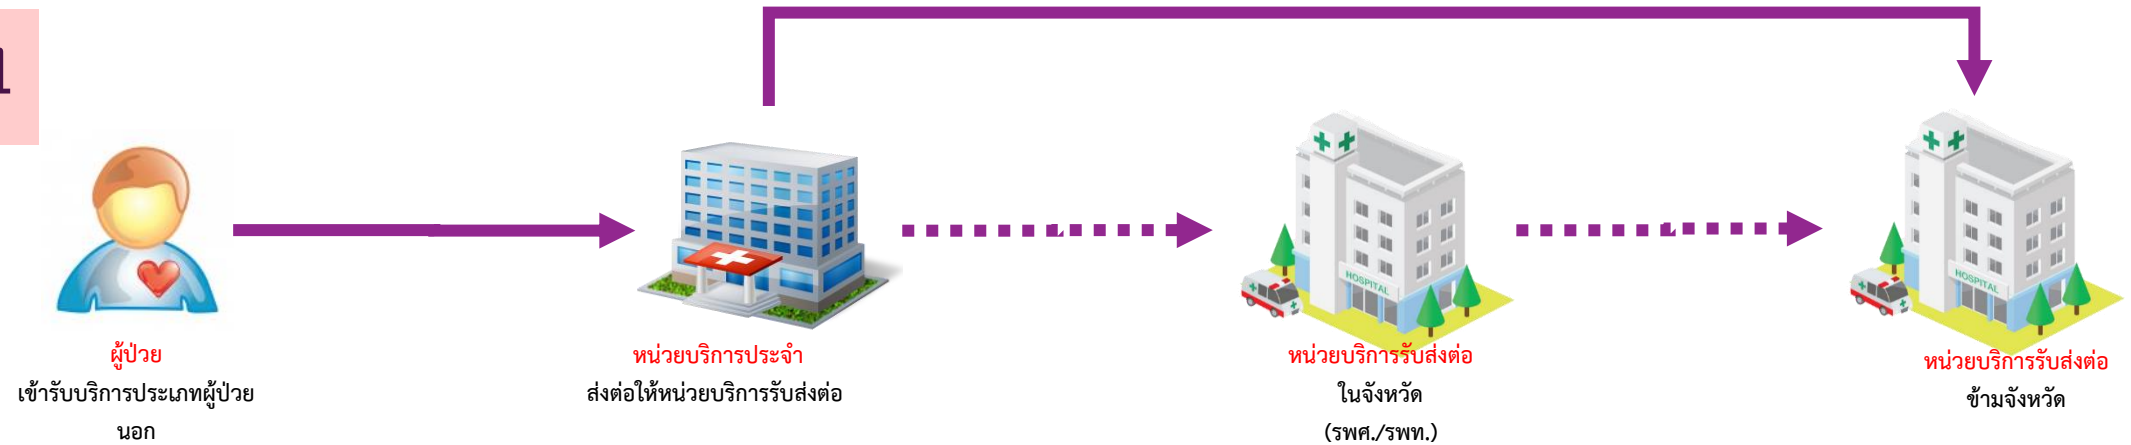 1
ผู้ป่วย
เข้ารับบริการประเภทผู้ป่วย
นอก
หน่วยบริการประจำ
ส่งต่อให้หน่วยบริการรับส่งต่อ
HOSPITAL
หน่วยบริการรับส่งต่อ
ในจังหวัด
(รพศ./รพท.)
HOSPITAL
หน่วยบริการรับส่งต่อ
ข้ามจังหวัด